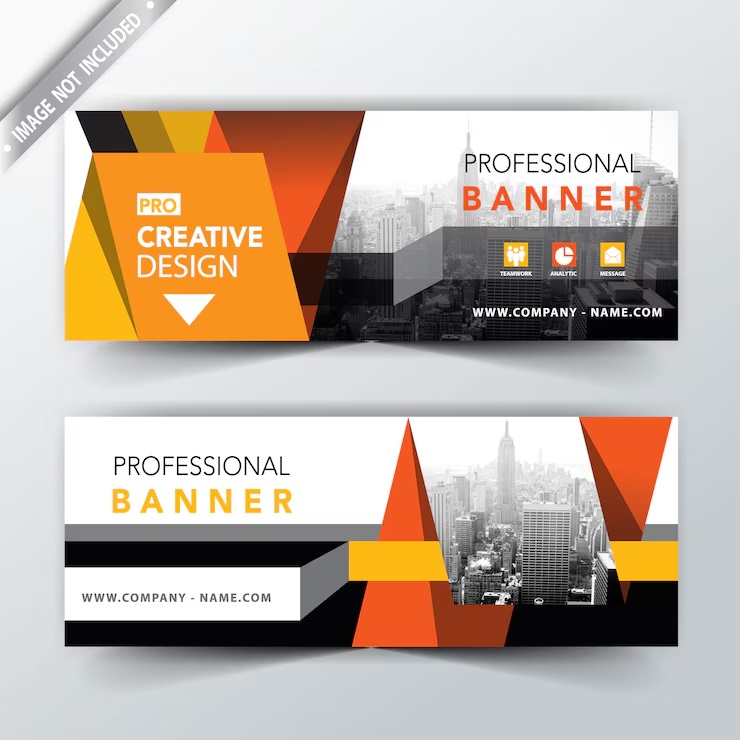 IMAGE NOT INCLUDED
PRO
CREATIVE
DESIGN
PROFESSIONAL
BANNER
TEAMWORK ANALYTIC MESSAGE
WWW.COMPANY - NAME.COM
PROFESSIONAL
BANNER
WWW.COMPANY - NAME.COM